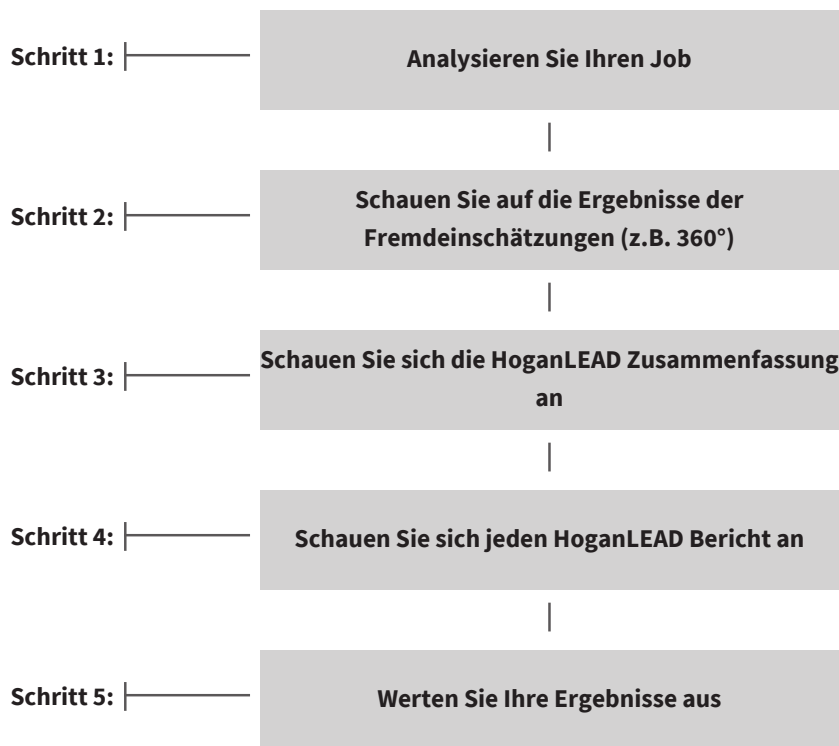 Schritt 1:
Analysieren Sie Ihren Job
Schritt 2:
Schauen Sie auf die Ergebnisse der
Fremdeinschätzungen (z.B. 360°)
Schritt 3:
Schauen Sie sich die HoganLEAD Zusammenfassung
an
Schritt 4:
Schauen Sie sich jeden HoganLEAD Bericht an
Schritt 5:
Werten Sie Ihre Ergebnisse aus